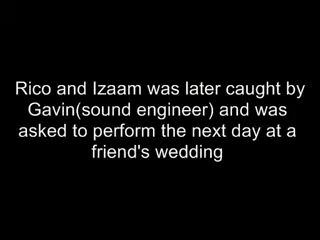 Rico and Izaam was later caught by
Gavin(sound engineer) and was
asked to perform the next day at a
friend's wedding